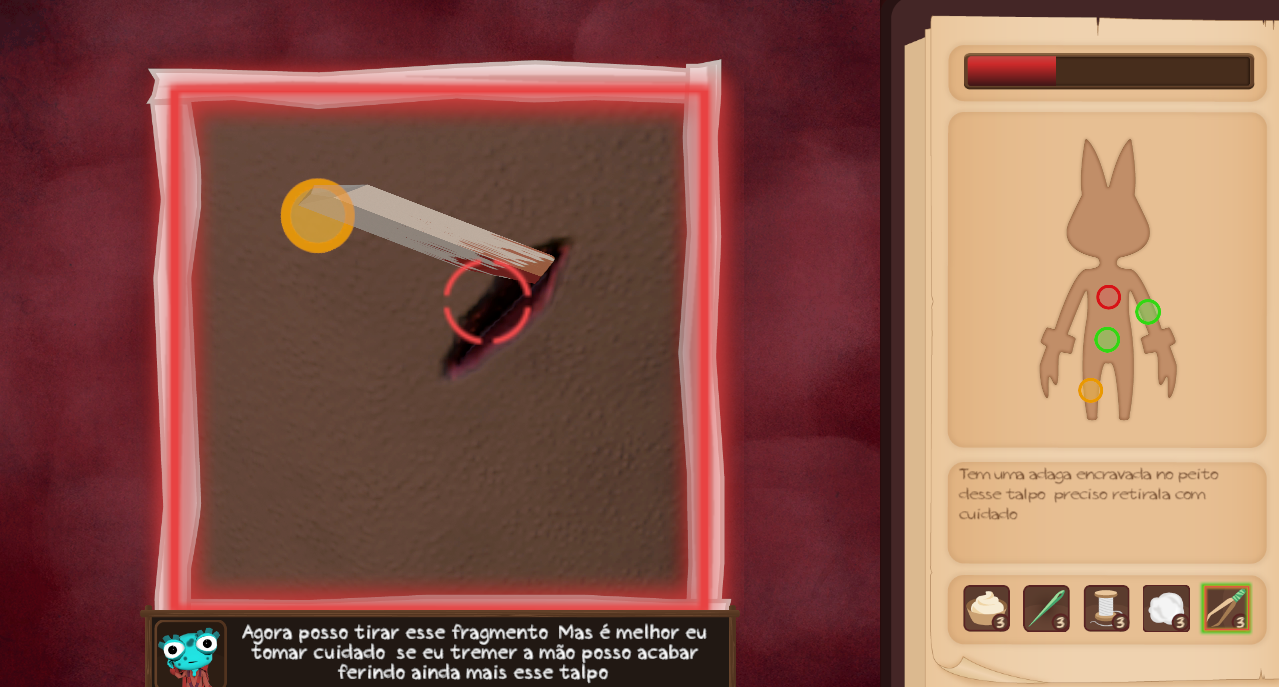 Tem uma adaga encravada no peito
desse talpo preciso retirala com
cuidado
3
3
3
3
3
Agora posso tirar esse fragmento Mas é melhor eu
tomar cuidado se eu tremer a mão posso acabar
ferindo ainda mais esse talpo